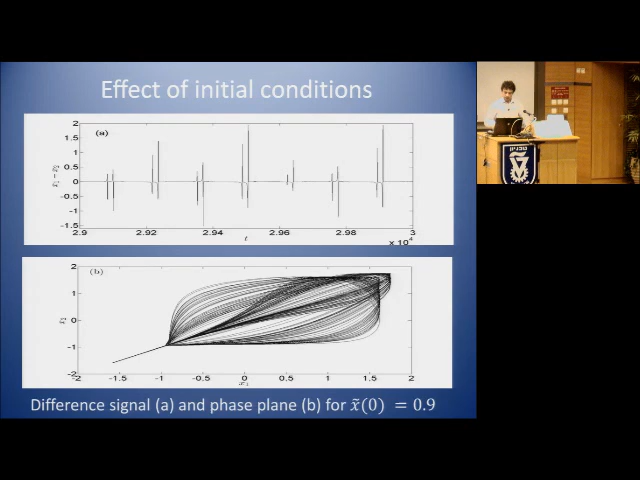 Effect of initial conditions
(a)
2
1.5
1
0.5
0
-0.5
-1
-1.5
2.9 2.92 2.94 2.96 2.98 3
t
x 10⁴
(b)
2
1
0
-1
-2
-2 -1.5 -1 -0.5 0 0.5 1 1.5 2
Difference signal (a) and phase plane (b) for x̃(0) = 0.9